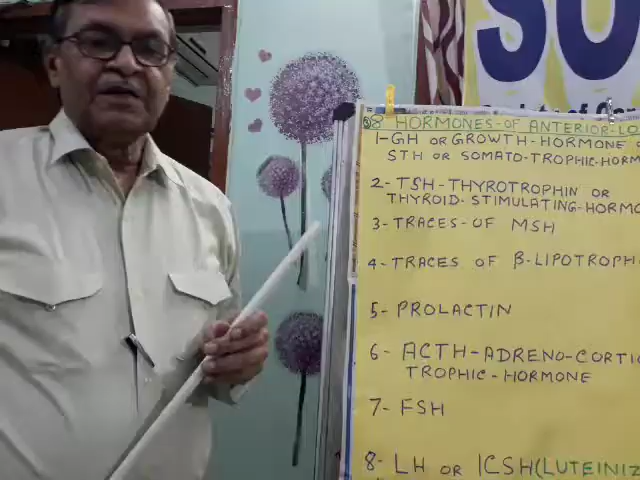 SO
8 HORMONES-OF ANTERIOR-LO
1-GH OR GROWTH-HORMONE
STH OR SOMATO-TROPHIC-HORM
2-TSH-THYROTROPHIN OR
THYROID-STIMULATING-HORMO
3-TRACES-OF MSH
4-TRACES OF β-LIPOTROPH
5-PROLACTIN
6-ACTH-ADRENO-CORTIC
TROPHIC-HORMONE
7-FSH
8-LH OR ICSH(LUTEINIZ